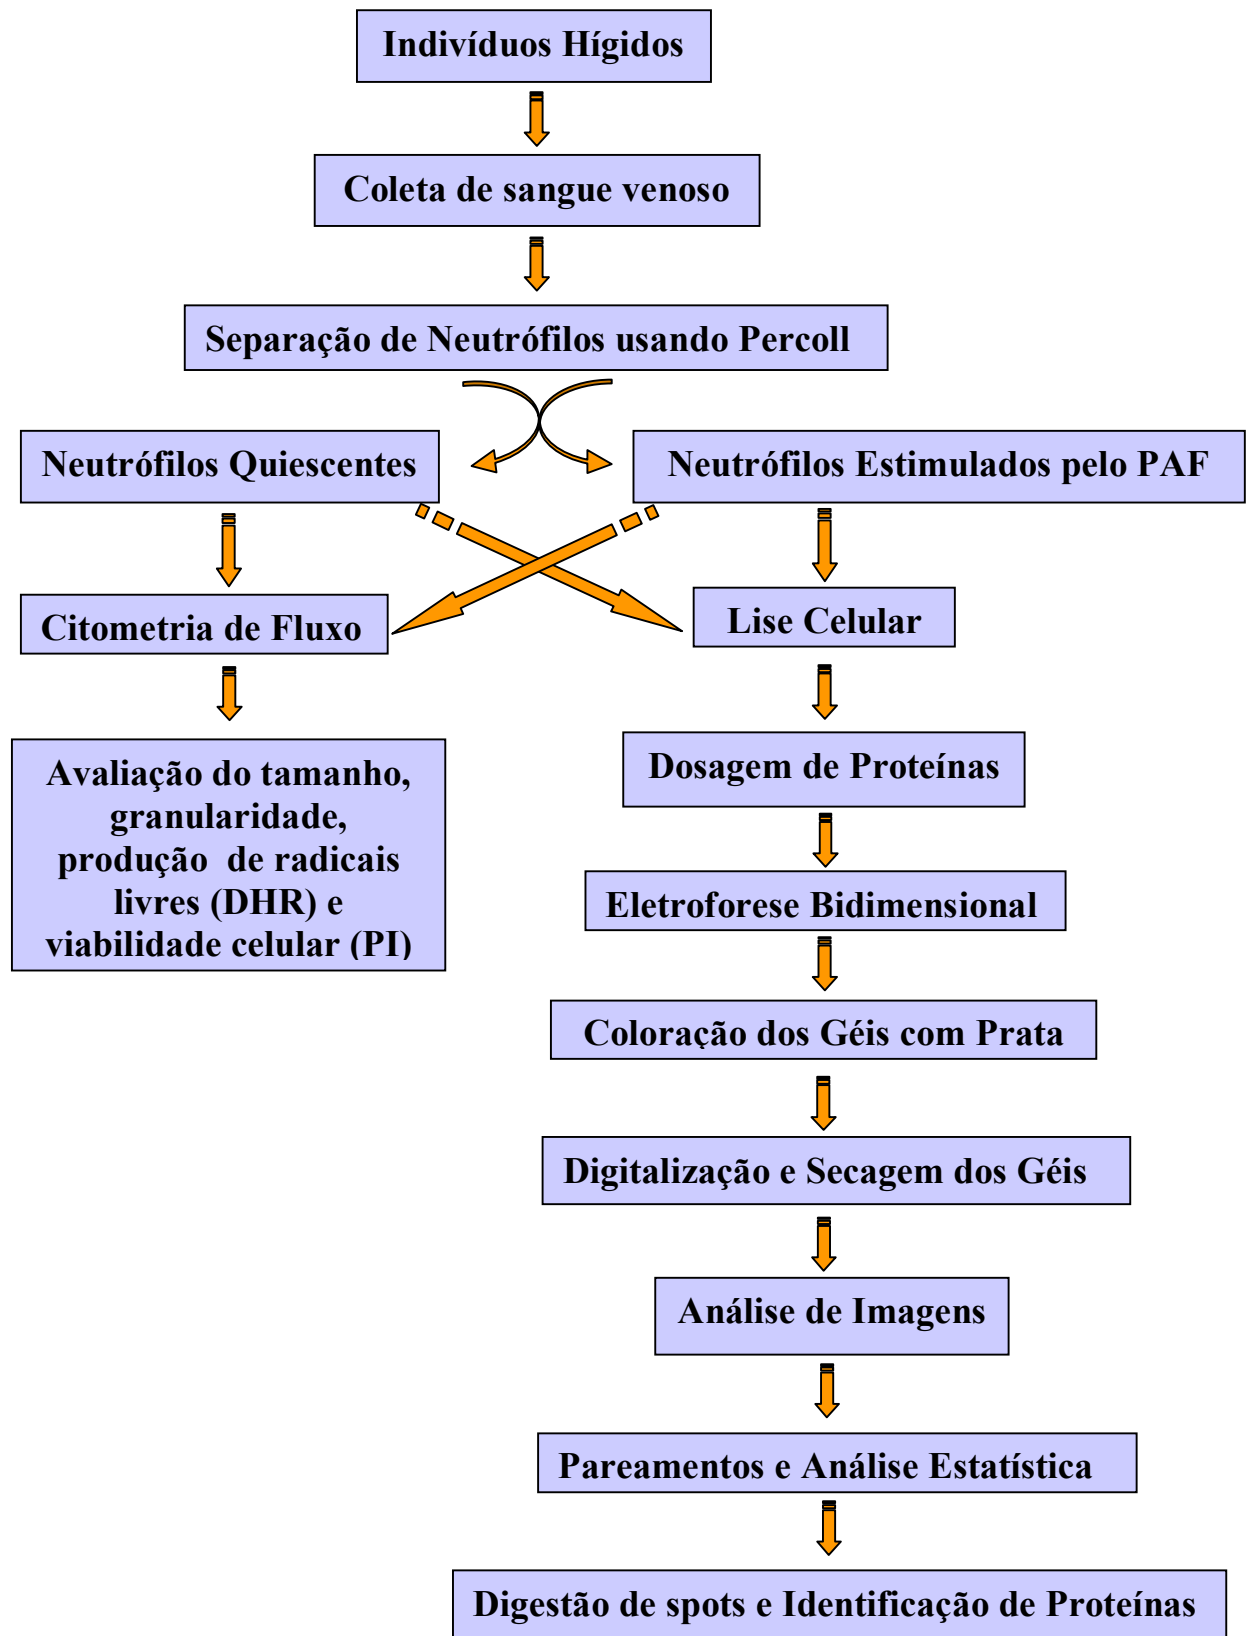 Indivíduos Hígidos
Coleta de sangue venoso
Separação de Neutrófilos usando Percoll
Neutrófilos Quiescentes
Neutrófilos Estimulados pelo PAF
Citometria de Fluxo
Lise Celular
Avaliação do tamanho,
granularidade,
produção de radicais
livres (DHR) e
viabilidade celular (PI)
Dosagem de Proteínas
Eletroforese Bidimensional
Coloração dos Géis com Prata
Digitalização e Secagem dos Géis
Análise de Imagens
Pareamentos e Análise Estatística
Digestão de spots e Identificação de Proteínas